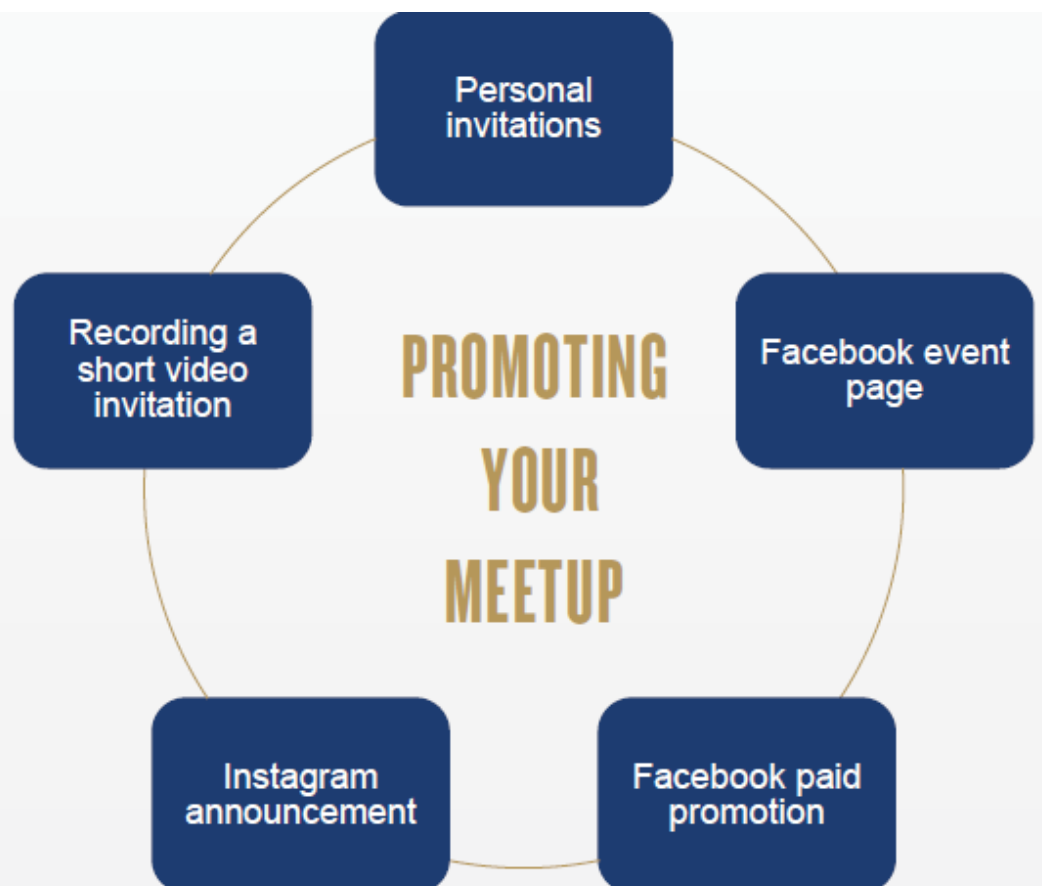 Personal
invitations
Facebook event
page
Facebook paid
promotion
Instagram
announcement
Recording a
short video
invitation
PROMOTING
YOUR
MEETUP